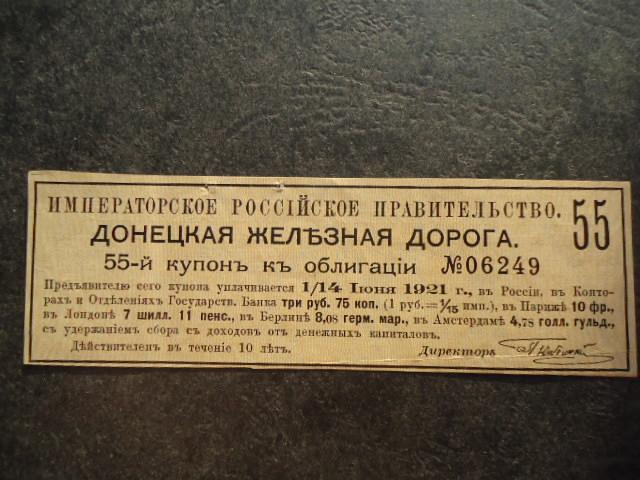 ИМПЕРАТОРСКОЕ РОССІЙСКОЕ ПРАВИТЕЛЬСТВО.
55
ДОНЕЦКАЯ ЖЕЛѢЗНАЯ ДОРОГА.
55-й купонъ къ облигаціи №06249
Предъявителю сего купона уплачивается 1/14 Іюня 1921 г., въ Россіи, въ Конто-
рахъ и Отдѣленіяхъ Государств. Банка три руб. 75 коп. (1 руб.=1/15 имп.), въ Парижѣ 10 фр.,
въ Лондонѣ 7 шилл. 11 пенс., въ Берлинѣ 8,08 герм. мар., въ Амстердамѣ 4,78 голл. гульд.,
съ удержаніемъ сбора съ доходовъ отъ денежныхъ капиталовъ.
Дѣйствителенъ въ теченіе 10 лѣтъ.
Директоръ